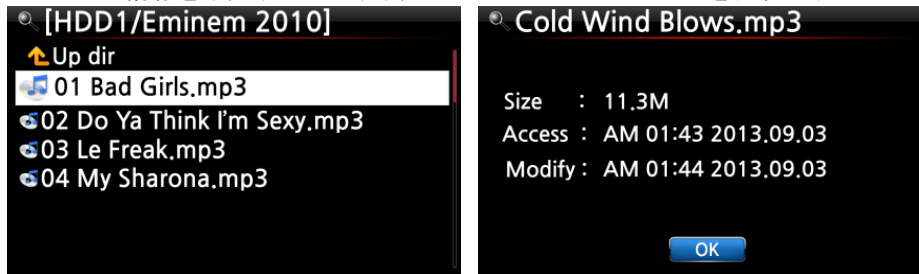 [HDD1/Eminem 2010]
Up dir
01 Bad Girls.mp3
02 Do Ya Think I'm Sexy.mp3
03 Le Freak.mp3
04 My Sharona.mp3
Cold Wind Blows.mp3
Size : 11.3M
Access : AM 01:43 2013.09.03
Modify : AM 01:44 2013.09.03
OK